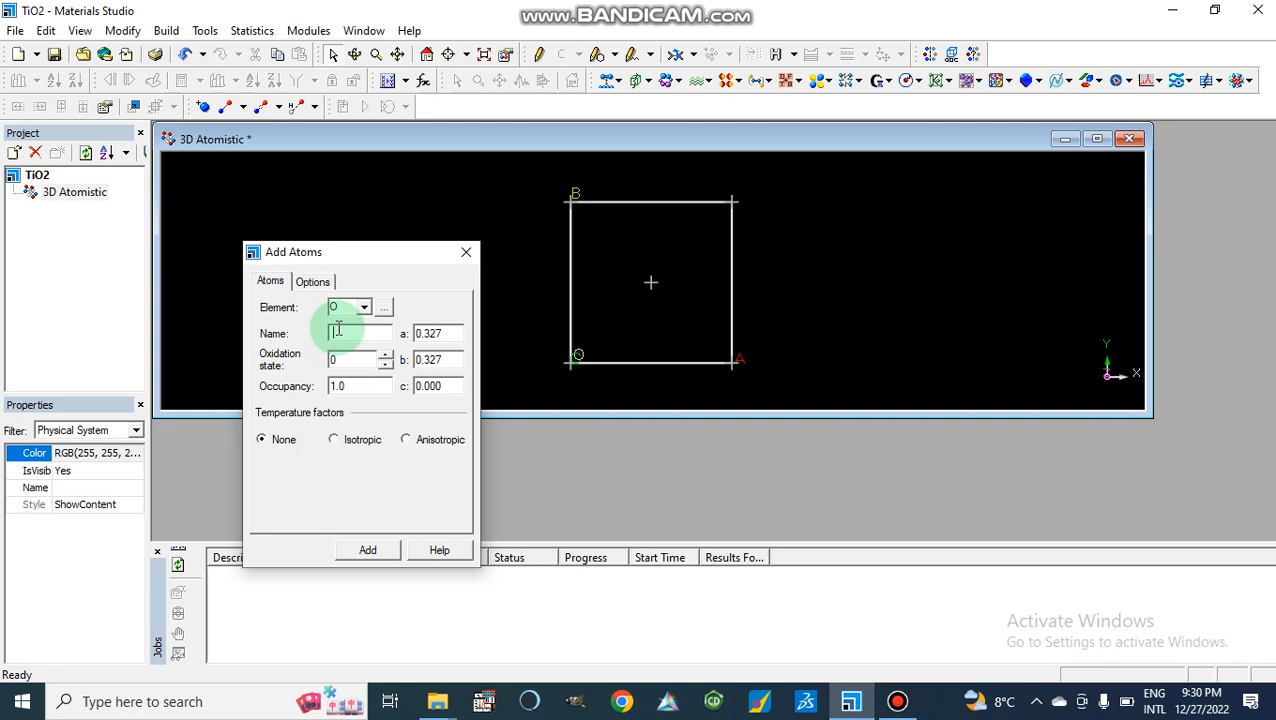 TiO2 - Materials Studio
www.BANDICAM.com
File Edit View Modify Build Tools Statistics Modules Window Help
Project
3D Atomistic *
TiO2
3D Atomistic
B
A
Y
X
Add Atoms
Atoms Options
Element: O ...
Name: a: 0.327
Oxidation state: 0 b: 0.327
Occupancy: 1.0 c: 0.000
Temperature factors
None Isotropic Anisotropic
Add Help
Properties
Filter: Physical System
Color RGB(255, 255, 2...
IsVisib Yes
Name
Style ShowContent
Jobs
Descri Status Progress Start Time Results Fo...
Activate Windows
Go to Settings to activate Windows.
Ready
Type here to search
8°C
ENG
INTL
9:30 PM
12/27/2022